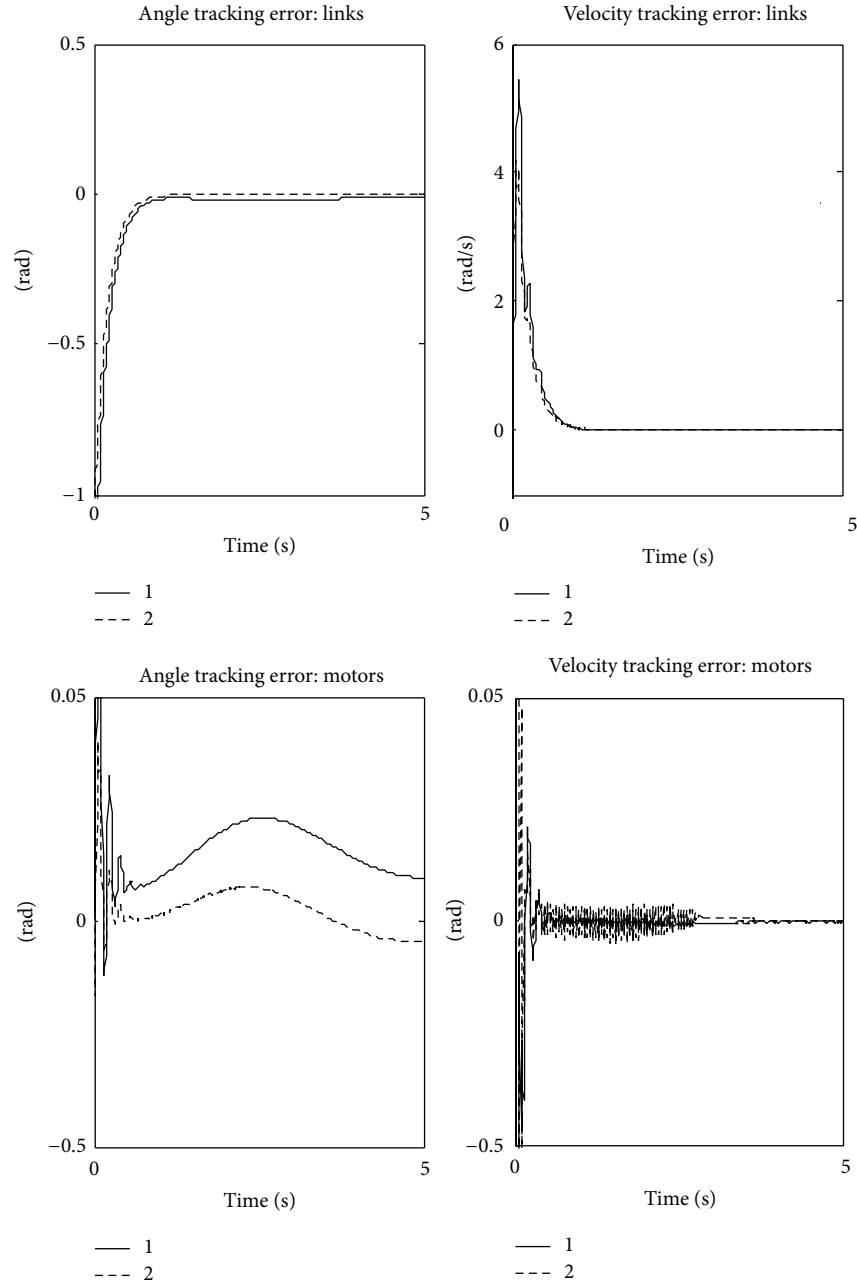 Angle tracking error: links
0.5
0
−0.5
−1
(rad)
0
5
Time (s)
1
2
Velocity tracking error: links
6
4
2
0
(rad/s)
0
5
0
5
Time (s)
1
2
Angle tracking error: motors
0.05
0
−0.5
(rad)
0
5
Time (s)
1
2
Velocity tracking error: motors
0.05
0
−0.5
(rad)
0
5
Time (s)
1
2